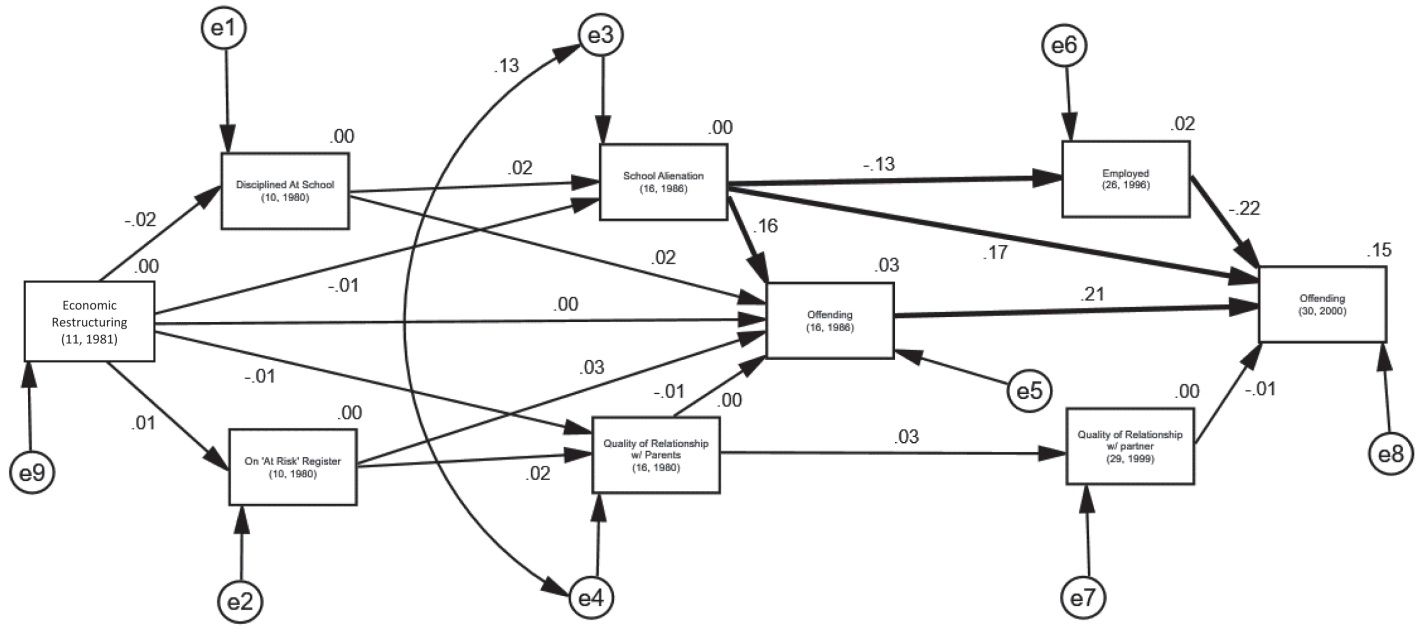 e1
e3
e6
.13
.00
.00
.02
Disciplined At School
(10, 1980)
.02
School Alienation
(16, 1986)
-.13
Employed
(26, 1996)
-.02
.16
-.22
.00
-.01
.02
.03
.17
.15
Economic
Restructuring
(11, 1981)
.00
Offending
(16, 1986)
.21
Offending
(30, 2000)
-.01
.03
-.01
.00
e5
.00
-.01
.01
.00
On 'At Risk' Register
(10, 1980)
.02
Quality of Relationship
w/ Parents
(16, 1980)
.03
Quality of Relationship
w/ partner
(29, 1999)
e8
e9
e2
e4
e7